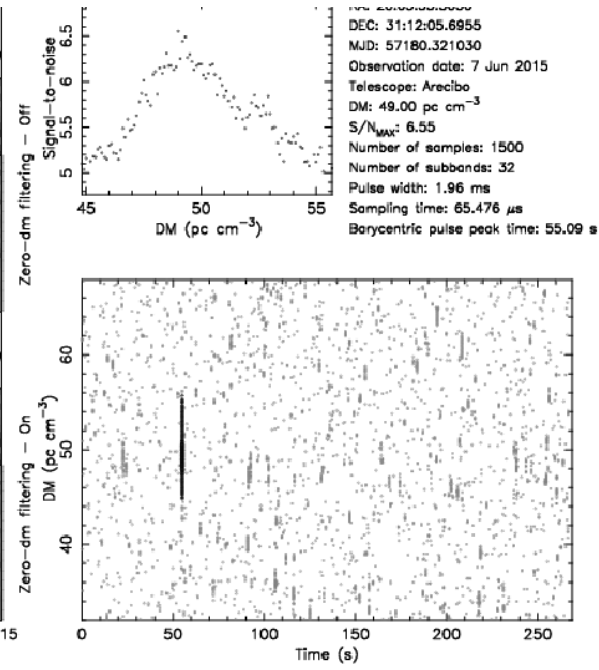 DEC: 31:12:05.6955
MJD: 57180.321030
Observation date: 7 Jun 2015
Telescope: Arecibo
DM: 49.00 pc cm−3
S/NMAX: 6.55
Number of samples: 1500
Number of subbands: 32
Pulse width: 1.96 ms
Sampling time: 65.476 μs
Barycentric pulse peak time: 55.09 s
Zero−dm filtering − Off
Signal−to−noise
6.5
6
5.5
5
45 50 55
DM (pc cm−3)
Zero−dm filtering − On
DM (pc cm−3)
60
50
40
15
0 50 100 150 200 250
Time (s)